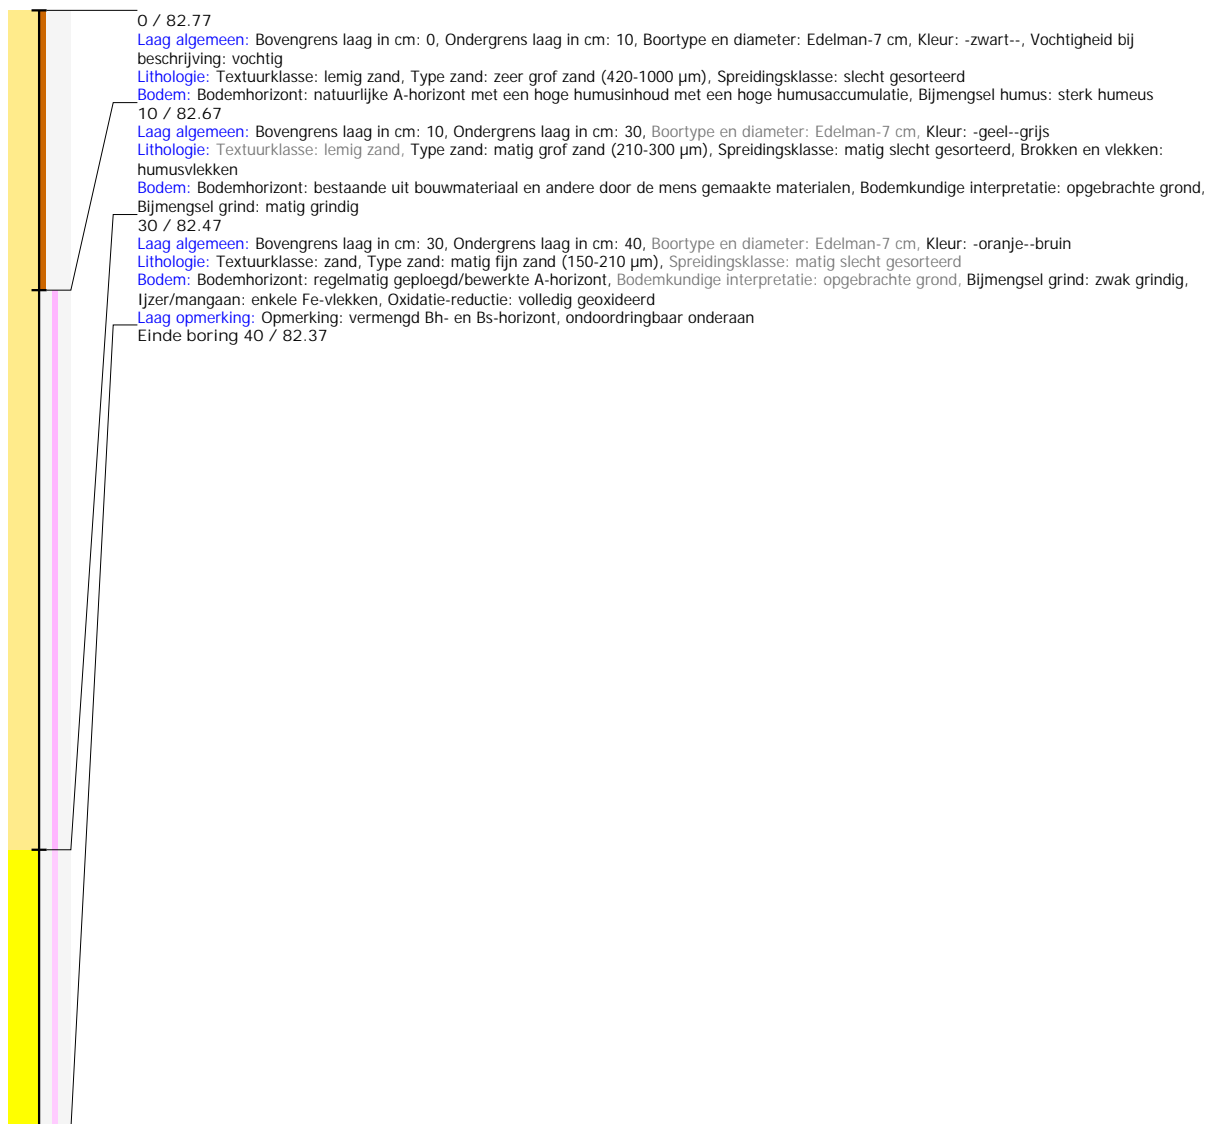 0 / 82.77
Laag algemeen: Bovengrens laag in cm: 0, Ondergrens laag in cm: 10, Boortype en diameter: Edelman-7 cm, Kleur: -zwart--, Vochtigheid bij
beschrijving: vochtig
Lithologie: Textuurklasse: lemig zand, Type zand: zeer grof zand (420-1000 µm), Spreidingsklasse: slecht gesorteerd
Bodem: Bodemhorizont: natuurlijke A-horizont met een hoge humusinhoud met een hoge humusaccumulatie, Bijmengsel humus: sterk humeus
10 / 82.67
Laag algemeen: Bovengrens laag in cm: 10, Ondergrens laag in cm: 30, Boortype en diameter: Edelman-7 cm, Kleur: -geel--grijs
Lithologie: Textuurklasse: lemig zand, Type zand: matig grof zand (210-300 µm), Spreidingsklasse: matig slecht gesorteerd, Brokken en vlekken:
humusvlekken
Bodem: Bodemhorizont: bestaande uit bouwmateriaal en andere door de mens gemaakte materialen, Bodemkundige interpretatie: opgebrachte grond,
Bijmengsel grind: matig grindig
30 / 82.47
Laag algemeen: Bovengrens laag in cm: 30, Ondergrens laag in cm: 40, Boortype en diameter: Edelman-7 cm, Kleur: -oranje--bruin
Lithologie: Textuurklasse: zand, Type zand: matig fijn zand (150-210 µm), Spreidingsklasse: matig slecht gesorteerd
Bodem: Bodemhorizont: regelmatig geploegd/bewerkte A-horizont, Bodemkundige interpretatie: opgebrachte grond, Bijmengsel grind: zwak grindig,
Ijzer/mangaan: enkele Fe-vlekken, Oxidatie-reductie: volledig geoxideerd
Laag opmerking: Opmerking: vermengd Bh- en Bs-horizont, ondoordringbaar onderaan
Einde boring 40 / 82.37